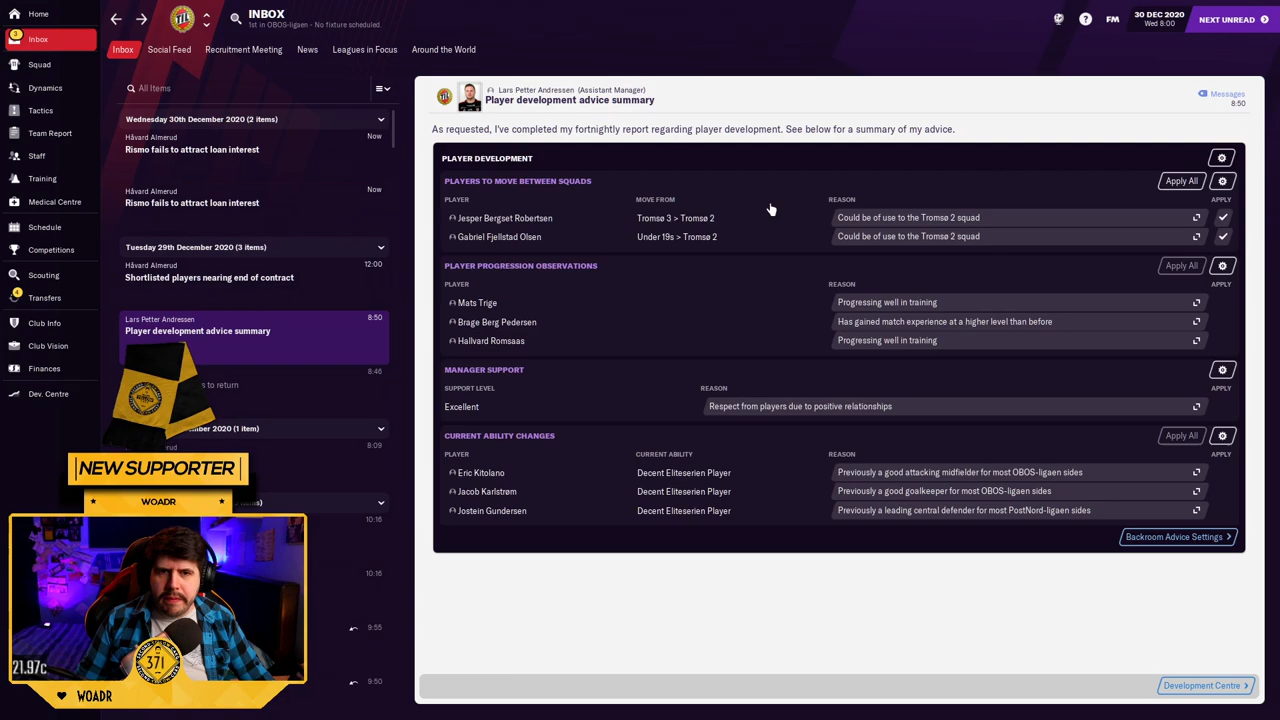 INBOX
1st in OBOS-ligaen - No fixture scheduled.
30 DEC 2020
Wed 8:00
FM
NEXT UNREAD
Home
3
Inbox
Squad
Dynamics
Tactics
Team Report
Staff
Training
Medical Centre
Schedule
Competitions
Scouting
4
Transfers
Club Info
Club Vision
Finances
Dev. Centre
Inbox
Social Feed
Recruitment Meeting
News
Leagues in Focus
Around the World
All Items
Wednesday 30th December 2020 (2 items)
Håvard Almerud
Now
Rismo fails to attract loan interest
Håvard Almerud
Now
Rismo fails to attract loan interest
Tuesday 29th December 2020 (3 items)
Håvard Almerud
12:00
Shortlisted players nearing end of contract
Lars Petter Andressen
8:50
Player development advice summary
8:46
s to return
ember 2020 (1 item)
8:09
10:16
10:16
9:55
9:50
NEW SUPPORTER
WOADR
21.97c
371
WOADR
Lars Petter Andressen (Assistant Manager)
Player development advice summary
Messages
8:50
As requested, I've completed my fortnightly report regarding player development. See below for a summary of my advice.
PLAYER DEVELOPMENT
PLAYERS TO MOVE BETWEEN SQUADS
Apply All
PLAYER MOVE FROM REASON APPLY
Jesper Bergset Robertsen Tromsø 3 > Tromsø 2 Could be of use to the Tromsø 2 squad
Gabriel Fjellstad Olsen Under 19s > Tromsø 2 Could be of use to the Tromsø 2 squad
PLAYER PROGRESSION OBSERVATIONS
Apply All
PLAYER REASON APPLY
Mats Trige Progressing well in training
Brage Berg Pedersen Has gained match experience at a higher level than before
Hallvard Romsaas Progressing well in training
MANAGER SUPPORT
SUPPORT LEVEL REASON APPLY
Excellent Respect from players due to positive relationships
CURRENT ABILITY CHANGES
Apply All
PLAYER CURRENT ABILITY REASON APPLY
Eric Kitolano Decent Eliteserien Player Previously a good attacking midfielder for most OBOS-ligaen sides
Jacob Karlstrøm Decent Eliteserien Player Previously a good goalkeeper for most OBOS-ligaen sides
Jostein Gundersen Decent Eliteserien Player Previously a leading central defender for most PostNord-ligaen sides
Backroom Advice Settings
Development Centre